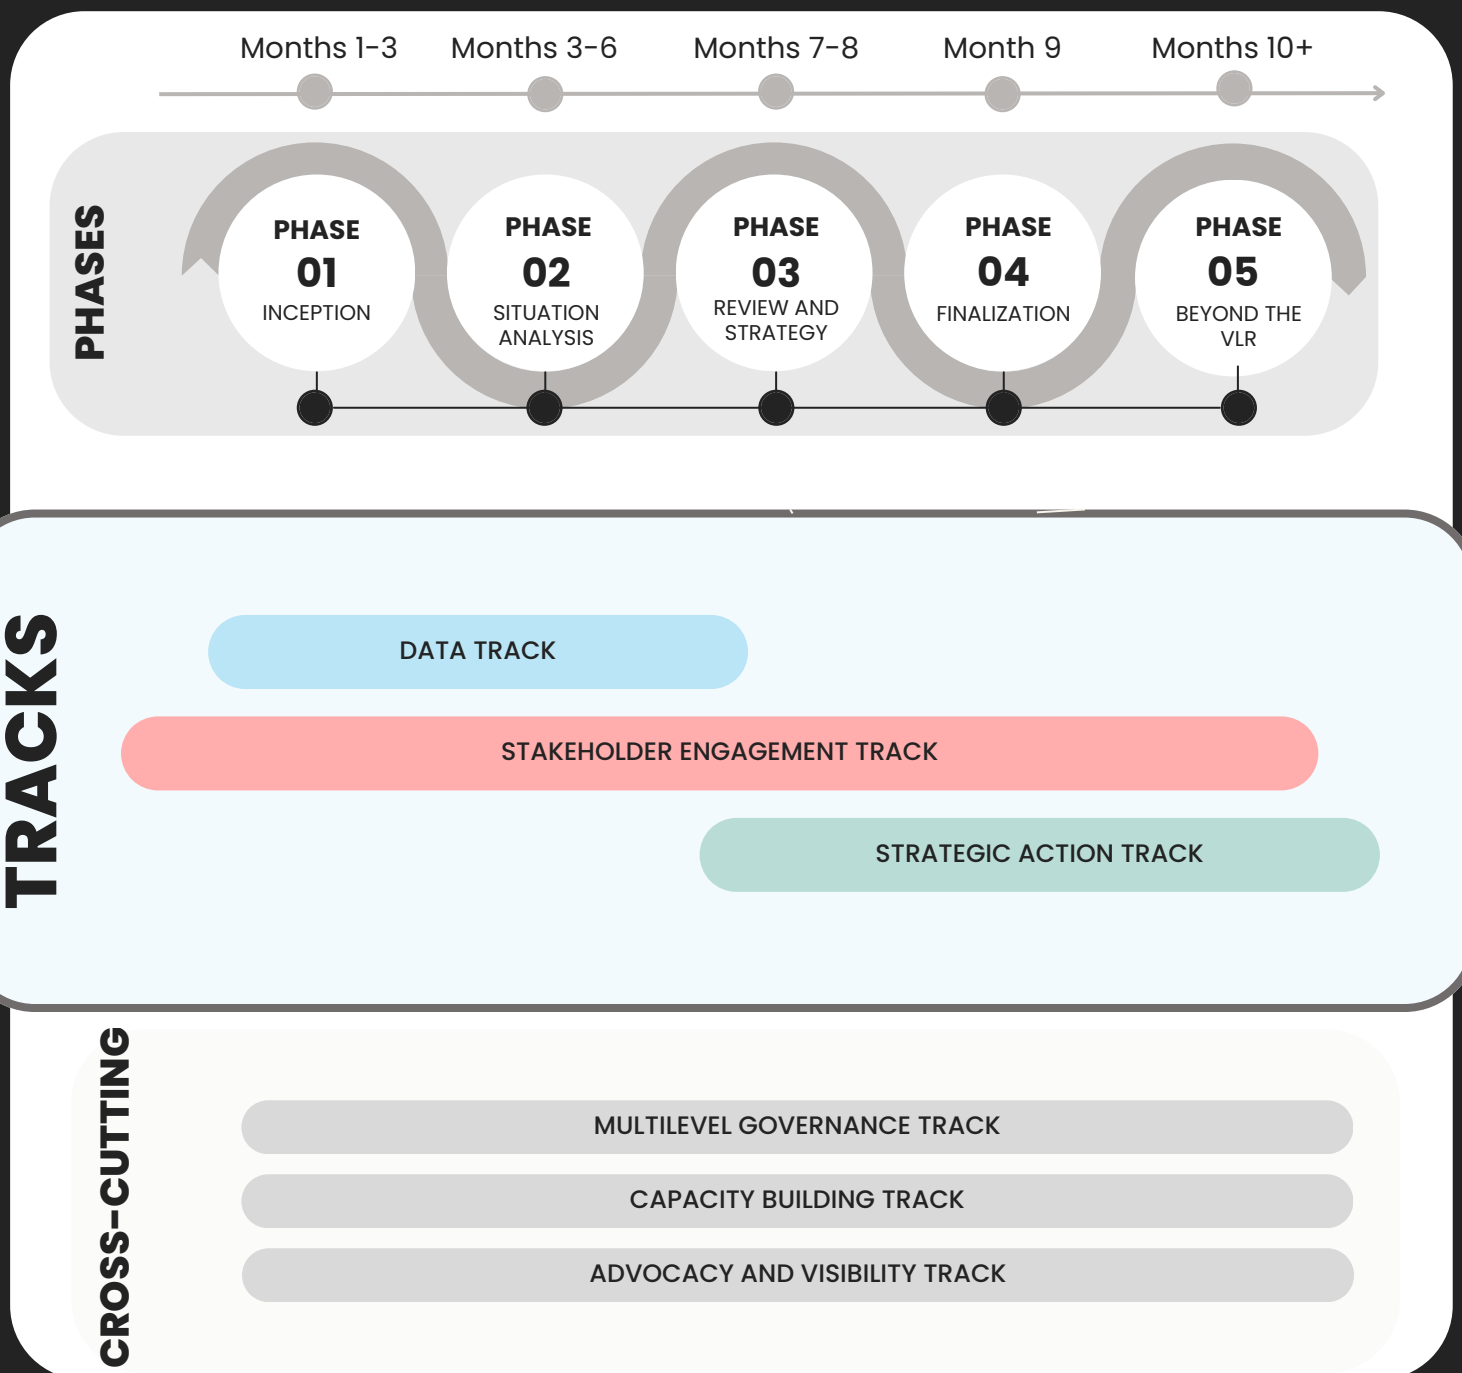 Months 1-3
Months 3-6
Months 7-8
Month 9
Months 10+
PHASES
PHASE
01
INCEPTION
PHASE
02
SITUATION
ANALYSIS
PHASE
03
REVIEW AND
STRATEGY
PHASE
04
FINALIZATION
PHASE
05
BEYOND THE
VLR
TRACKS
DATA TRACK
STAKEHOLDER ENGAGEMENT TRACK
STRATEGIC ACTION TRACK
CROSS-CUTTING
MULTILEVEL GOVERNANCE TRACK
CAPACITY BUILDING TRACK
ADVOCACY AND VISIBILITY TRACK